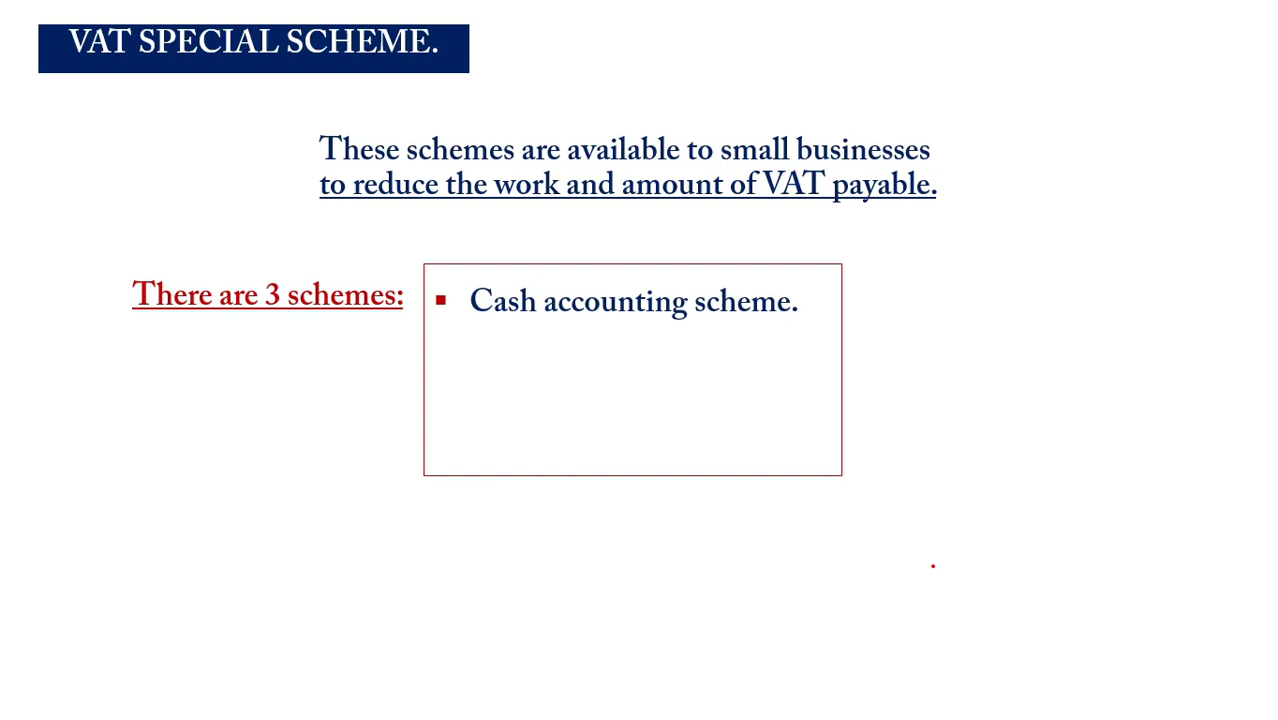 VAT SPECIAL SCHEME.
These schemes are available to small businesses
to reduce the work and amount of VAT payable.
There are 3 schemes:
▪ Cash accounting scheme.